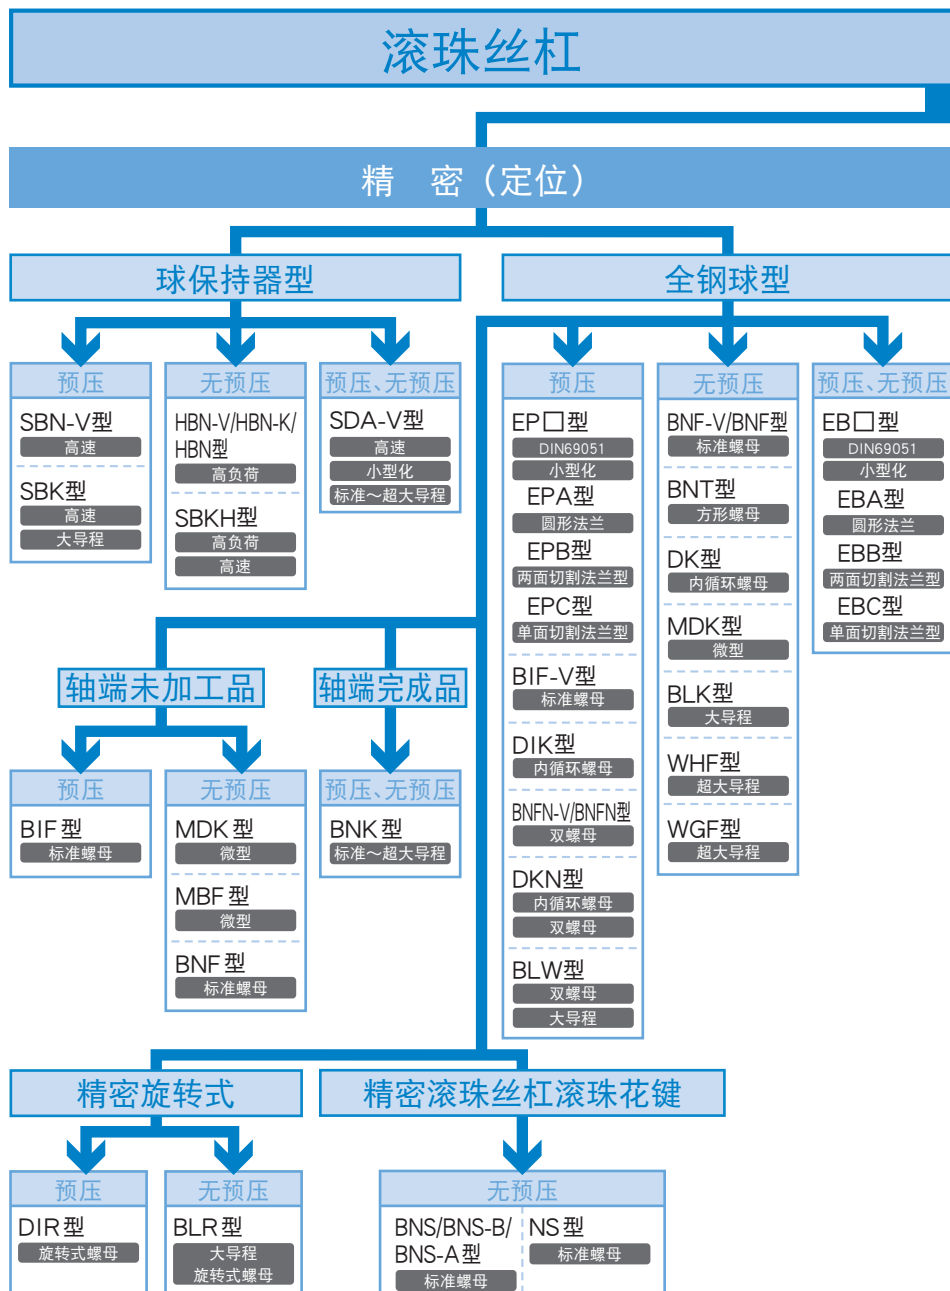 滚珠丝杠
精 密（定位）
球保持器型
预压
SBN-V型
高速
SBK型
高速
大导程
无预压
HBN-V/HBN-K/
HBN型
高负荷
SBKH型
高负荷
高速
预压、无预压
SDA-V型
高速
小型化
标准～超大导程
全钢球型
预压
EP□型
DIN69051
小型化
EPA型
圆形法兰
EPB型
两面切割法兰型
EPC型
单面切割法兰型
BIF-V型
标准螺母
DIK型
内循环螺母
BNFN-V/BNFN型
双螺母
DKN型
内循环螺母
双螺母
BLW型
双螺母
大导程
无预压
BNF-V/BNF型
标准螺母
BNT型
方形螺母
DK型
内循环螺母
MDK型
微型
BLK型
大导程
WHF型
超大导程
WGF型
超大导程
预压、无预压
EB□型
DIN69051
小型化
EBA型
圆形法兰
EBB型
两面切割法兰型
EBC型
单面切割法兰型
轴端未加工品
预压
BIF型
标准螺母
无预压
MDK型
微型
MBF型
微型
BNF型
标准螺母
轴端完成品
预压、无预压
BNK型
标准～超大导程
精密旋转式
预压
DIR型
旋转式螺母
无预压
BLR型
大导程
旋转式螺母
精密滚珠丝杠滚珠花键
无预压
BNS/BNS-B/
BNS-A型
标准螺母
NS型
标准螺母